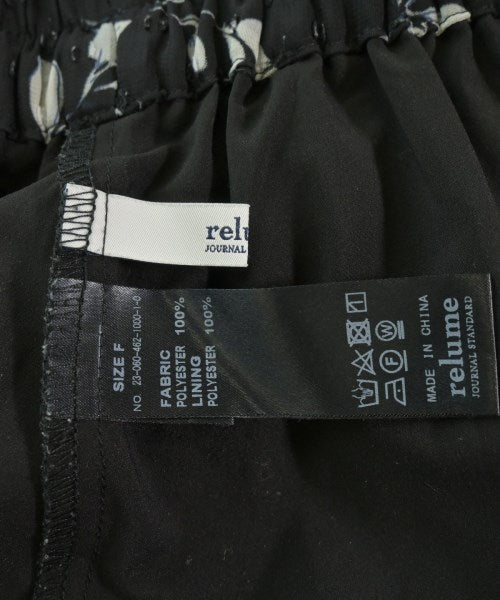 relu
JOURNAL
SIZE F
NO. 23-060-462-1000-1-0
FABRIC
POLYESTER 100%
LINING
POLYESTER 100%
MADE IN CHINA
relume
JOURNAL STANDARD